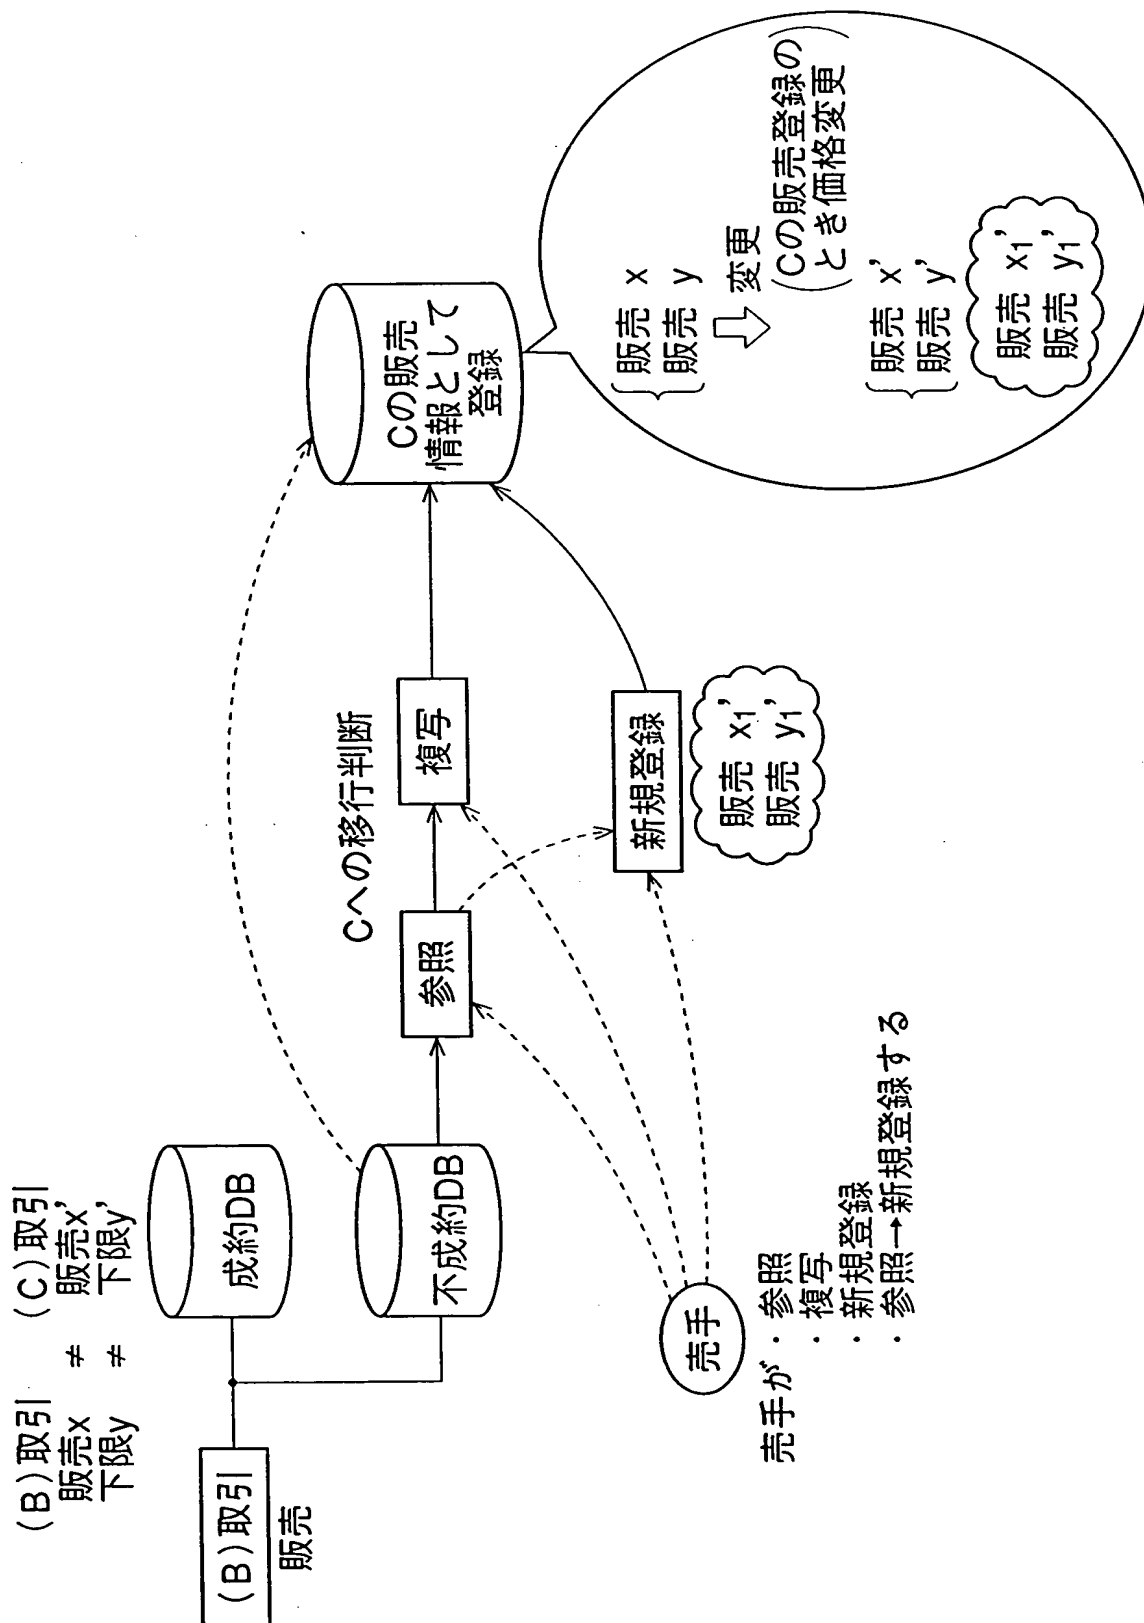 (B)取引 (C)取引
販売x ≠ 販売x'
下限y ≠ 下限y'
(B)取引
販売
成約DB
不成約DB
Cへの移行判断
参照
複写
新規登録
販売 x1'
販売 y1'
Cの販売
情報として
登録
販売 x
販売 y
変更
(Cの販売登録の
とき価格変更)
販売 x'
販売 y'
販売 x1'
販売 y1'
売手
売手が・参照
・複写
・新規登録
・参照→新規登録する